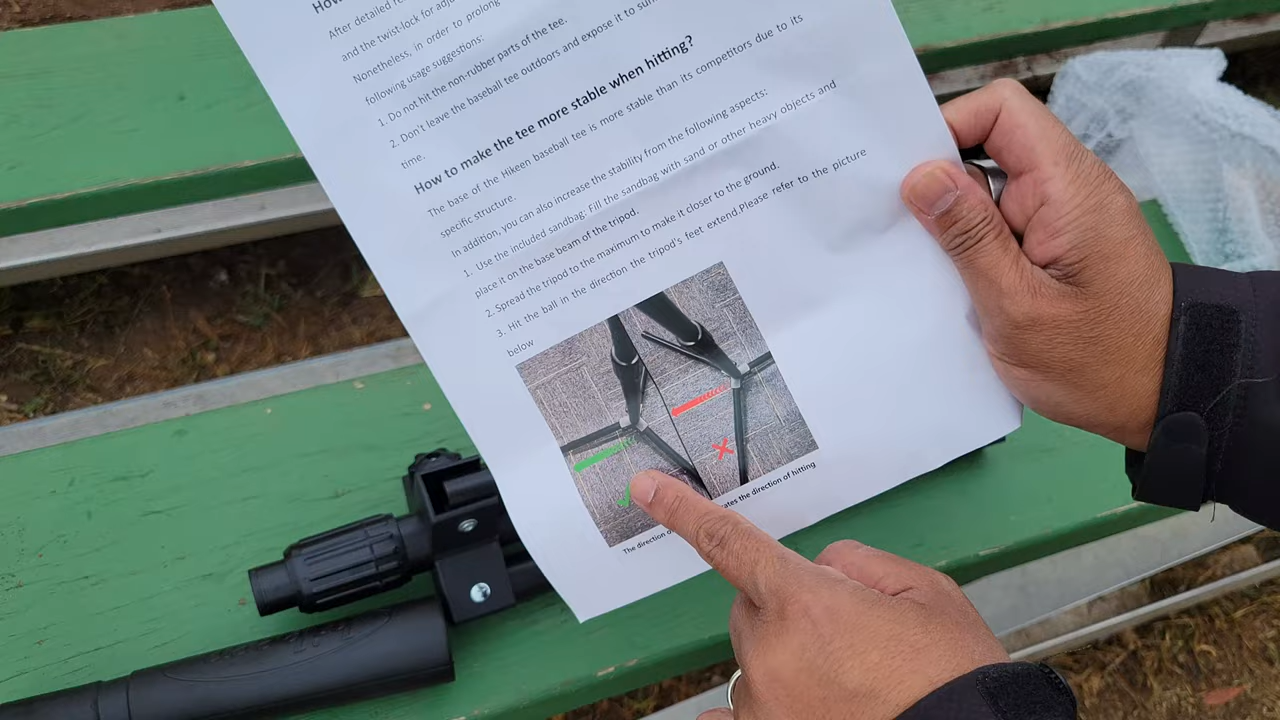 After detailed
and the twist-lock for
Nonetheless, in order to prolong
following usage suggestions:
1. Do not hit the non-rubber parts of the tee.
2. Don't leave the baseball tee outdoors and expose it to
time.
How to make the tee more stable when hitting?
The base of the Hikeen baseball tee is more stable than its competitors due to its
specific structure.
In addition, you can also increase the stability from the following aspects:
1. Use the included sandbag: Fill the sandbag with sand or other heavy objects and
place it on the base beam of the tripod.
2. Spread the tripod to the maximum to make it closer to the ground.
3. Hit the ball in the direction the tripod's feet extend.Please refer to the picture
below
The direction the direction of hitting